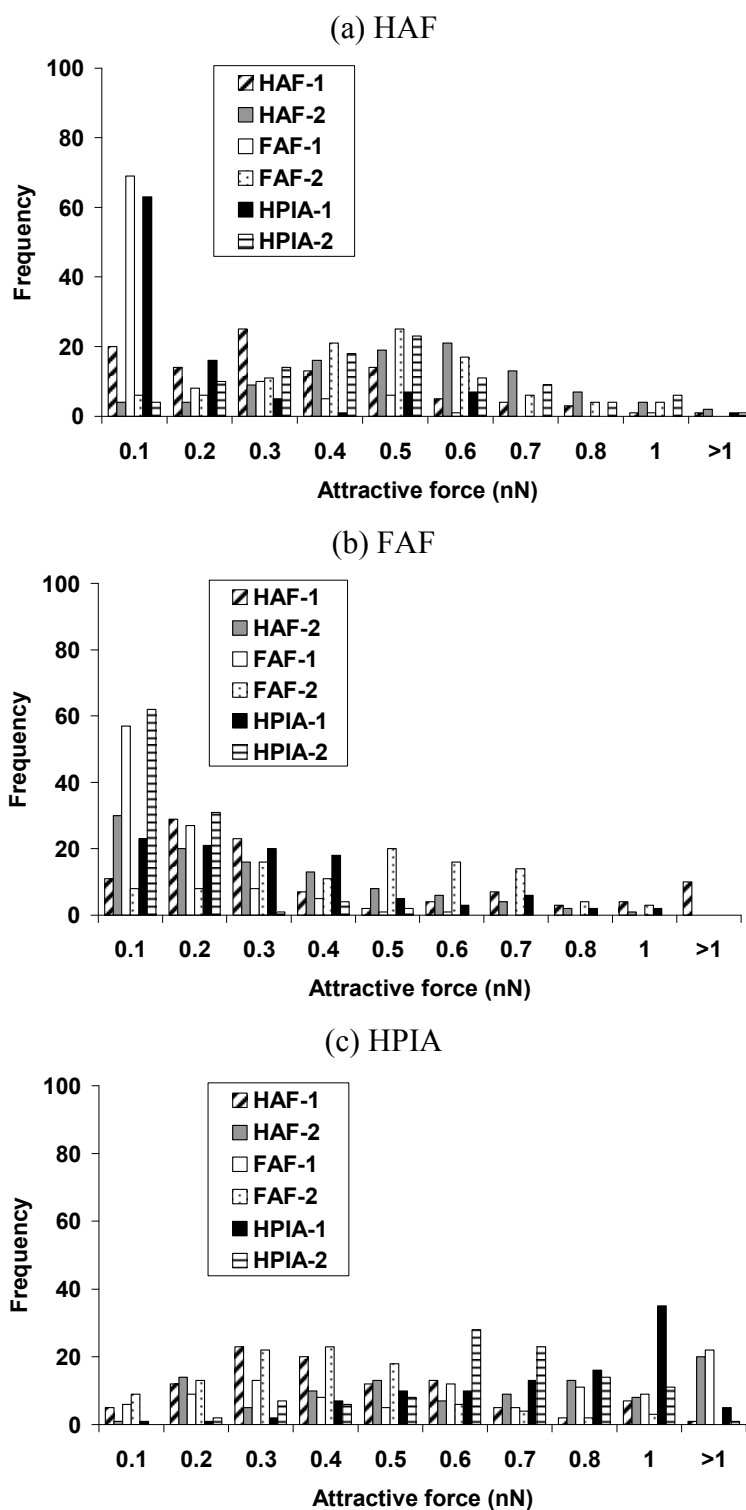 (a) HAF
100
80
60
40
20
0
Frequency
HAF-1
HAF-2
FAF-1
FAF-2
HPIA-1
HPIA-2
0.1 0.2 0.3 0.4 0.5 0.6 0.7 0.8 1 >1
Attractive force (nN)
(b) FAF
100
80
60
40
20
0
Frequency
HAF-1
HAF-2
FAF-1
FAF-2
HPIA-1
HPIA-2
0.1 0.2 0.3 0.4 0.5 0.6 0.7 0.8 1 >1
Attractive force (nN)
(c) HPIA
100
80
60
40
20
0
Frequency
HAF-1
HAF-2
FAF-1
FAF-2
HPIA-1
HPIA-2
0.1 0.2 0.3 0.4 0.5 0.6 0.7 0.8 1 >1
Attractive force (nN)